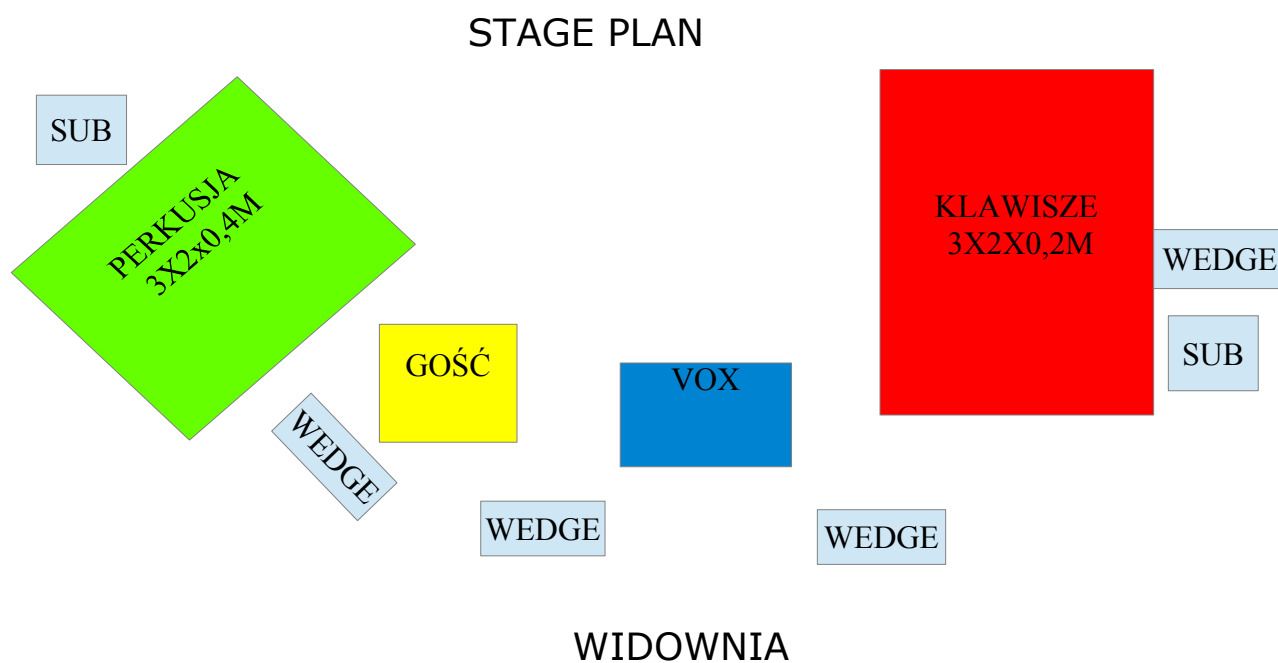 STAGE PLAN
SUB
PERKUSJA
3X2x0,4M
KLAWISZE
3X2X0,2M
WEDGE
SUB
GOŚĆ
VOX
WEDGE
WEDGE
WEDGE
WIDOWNIA